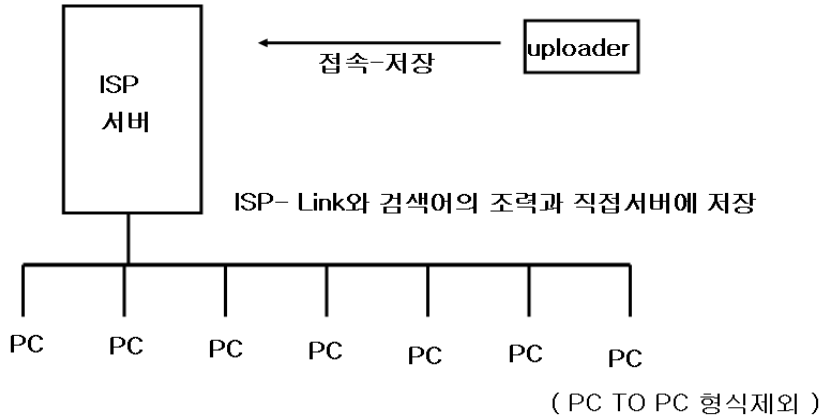 uploader
접속-저장
ISP
서버
ISP- Link와 검색어의 조력과 직접서버에 저장
PC PC PC PC PC PC PC
( PC TO PC 형식제외 )